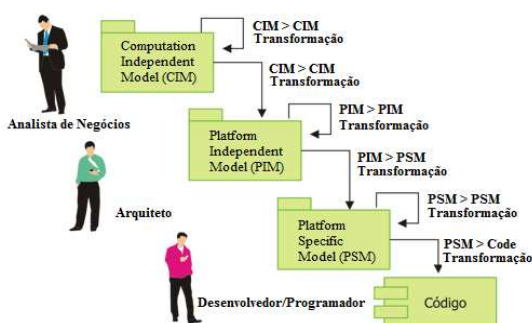 Computation
Independent
Model (CIM)
CIM > CIM
Transformação
CIM > CIM
Transformação
Analista de Negócios
Platform
Independent
Model (PIM)
PIM > PIM
Transformação
PIM > PSM
Transformação
Arquiteto
Platform
Specific
Model (PSM)
PSM > PSM
Transformação
PSM > Code
Transformação
Desenvolvedor/Programador
Código